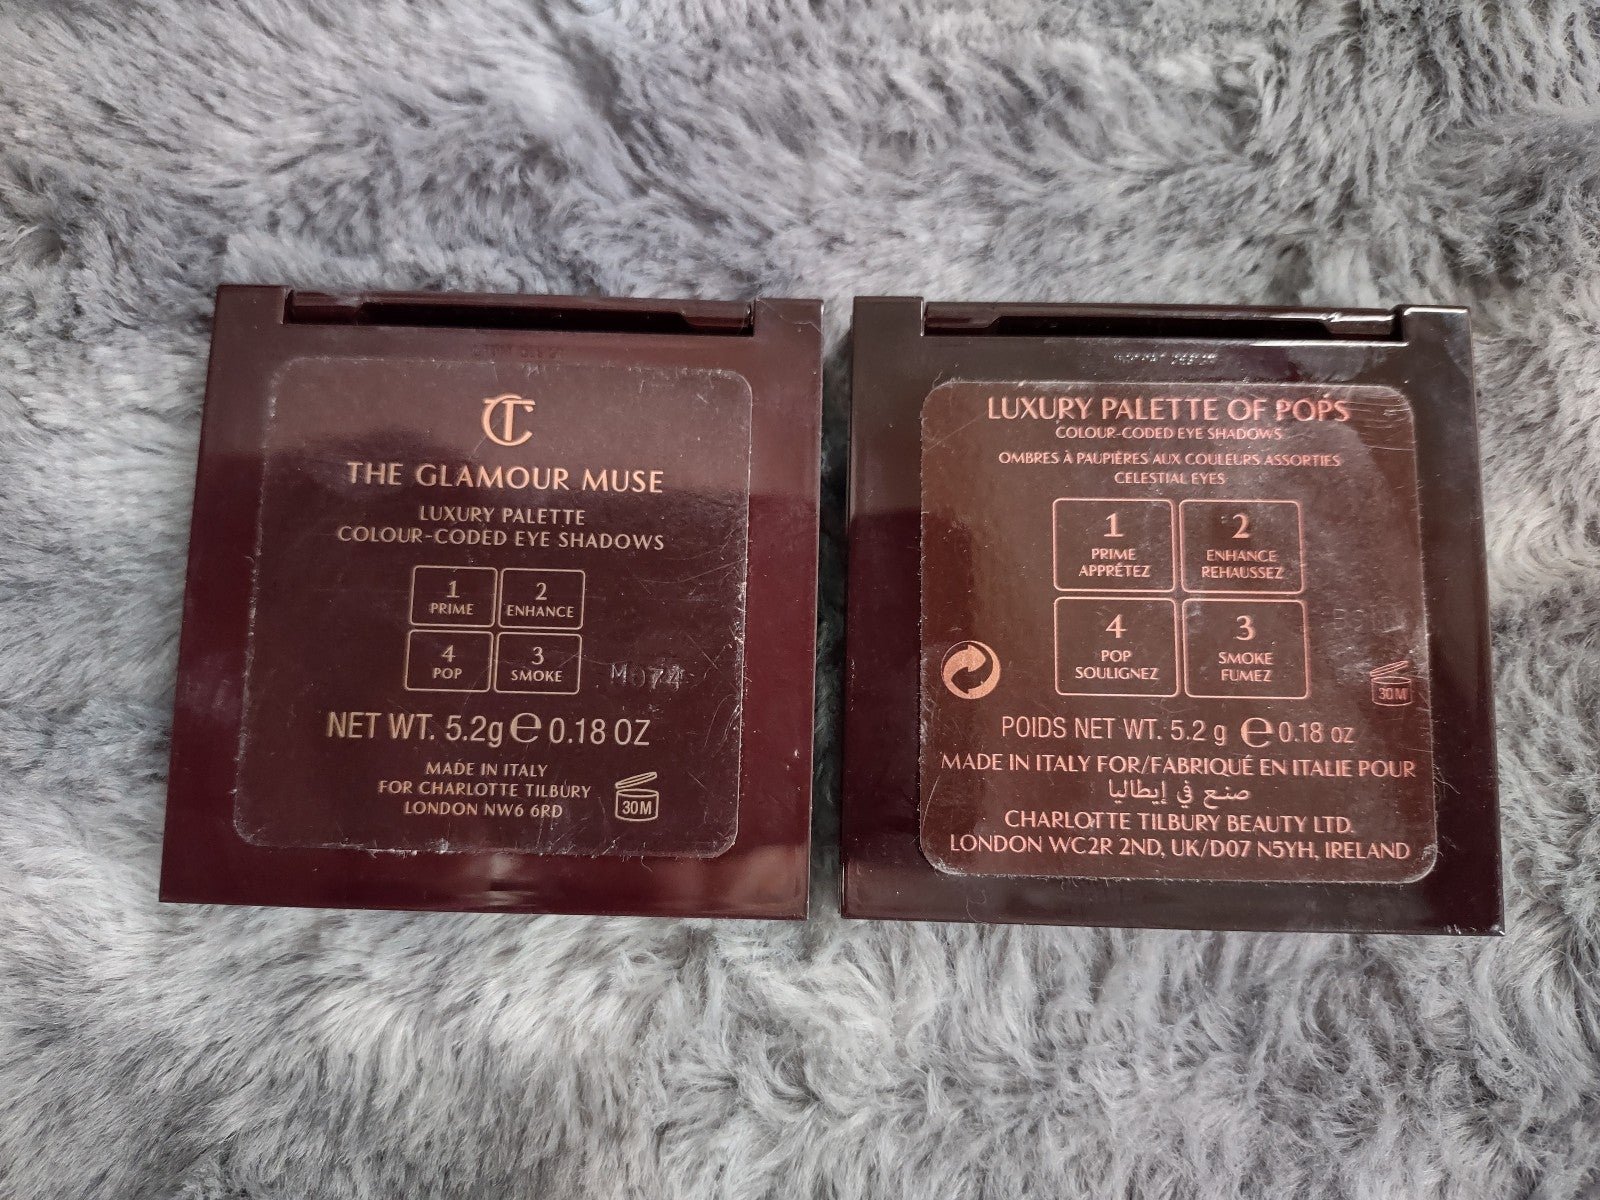 CT
THE GLAMOUR MUSE
LUXURY PALETTE
COLOUR-CODED EYE SHADOWS
1
PRIME
2
ENHANCE
4
POP
3
SMOKE
M074
NET WT. 5.2g ℮ 0.18 OZ
MADE IN ITALY
FOR CHARLOTTE TILBURY
LONDON NW6 6RD
30M
LUXURY PALETTE OF POPS
COLOUR-CODED EYE SHADOWS
OMBRES À PAUPIÈRES AUX COULEURS ASSORTIES
CELESTIAL EYES
1
PRIME
APPRÊTEZ
2
ENHANCE
REHAUSSEZ
4
POP
SOULIGNEZ
3
SMOKE
FUMEZ
30M
POIDS NET WT. 5.2 g ℮ 0.18 oz
MADE IN ITALY FOR/FABRIQUÉ EN ITALIE POUR
صنع في إيطاليا
CHARLOTTE TILBURY BEAUTY LTD.
LONDON WC2R 2ND, UK/D07 N5YH, IRELAND